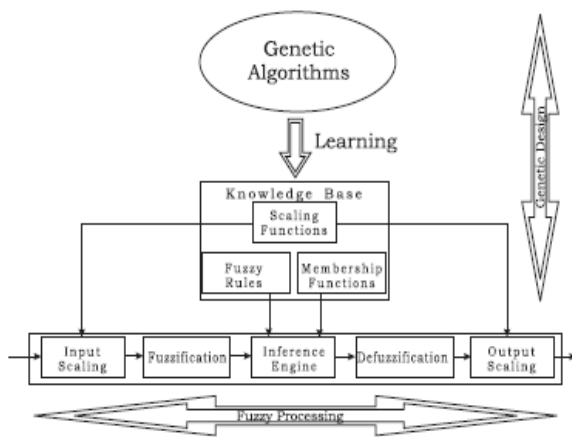 Genetic
Algorithms
Learning
Genetic Design
Knowledge Base
Scaling
Functions
Fuzzy
Rules
Membership
Functions
Input
Scaling
Fuzzification
Inference
Engine
Defuzzification
Output
Scaling
Fuzzy Processing